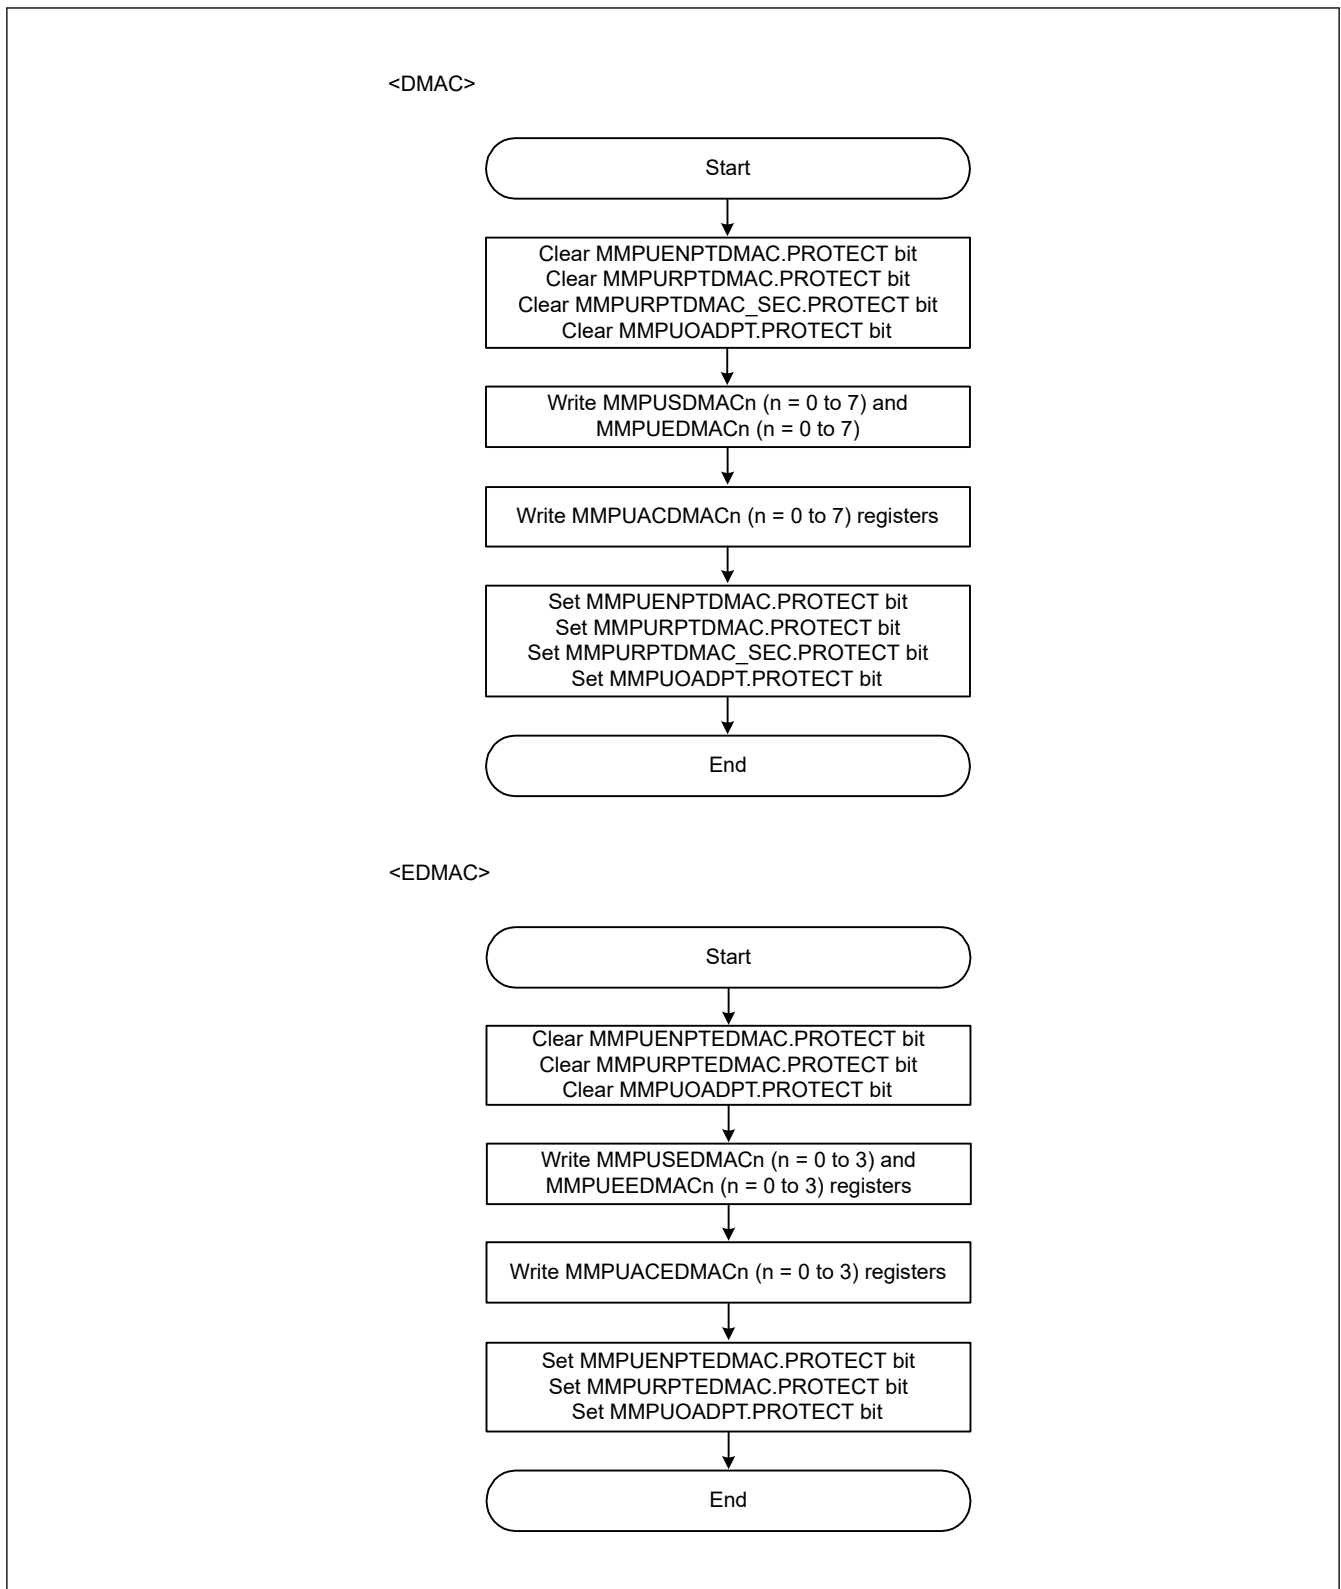 <DMAC>
Start
Clear MMPUENPTDMAC.PROTECT bit
Clear MMPURPTDMAC.PROTECT bit
Clear MMPURPTDMAC_SEC.PROTECT bit
Clear MMPUOADPT.PROTECT bit
Write MMPUSDMACn (n = 0 to 7) and
MMPUEDMACn (n = 0 to 7)
Write MMPUACDMACn (n = 0 to 7) registers
Set MMPUENPTDMAC.PROTECT bit
Set MMPURPTDMAC.PROTECT bit
Set MMPURPTDMAC_SEC.PROTECT bit
Set MMPUOADPT.PROTECT bit
End
<EDMAC>
Start
Clear MMPUENPTEDMAC.PROTECT bit
Clear MMPURPTEDMAC.PROTECT bit
Clear MMPUOADPT.PROTECT bit
Write MMPUSEDMACn (n = 0 to 3) and
MMPUEEDMACn (n = 0 to 3) registers
Write MMPUACEDMACn (n = 0 to 3) registers
Set MMPUENPTEDMAC.PROTECT bit
Set MMPURPTEDMAC.PROTECT bit
Set MMPUOADPT.PROTECT bit
End